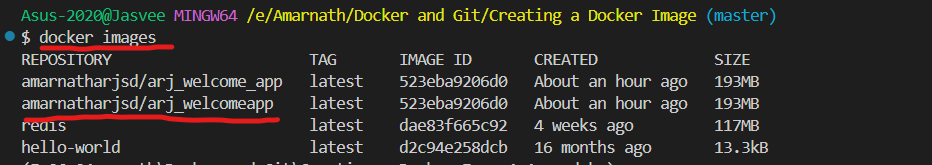 Asus-2020@Jasvee MINGW64 /e/Amarnath/Docker and Git/Creating a Docker Image (master)
$ docker images
REPOSITORY TAG IMAGE ID CREATED SIZE
amarnatharjsd/arj_welcome_app latest 523eba9206d0 About an hour ago 193MB
amarnatharjsd/arj_welcomeapp latest 523eba9206d0 About an hour ago 193MB
redis latest dae83f665c92 4 weeks ago 117MB
hello-world latest d2c94e258dcb 16 months ago 13.3kB